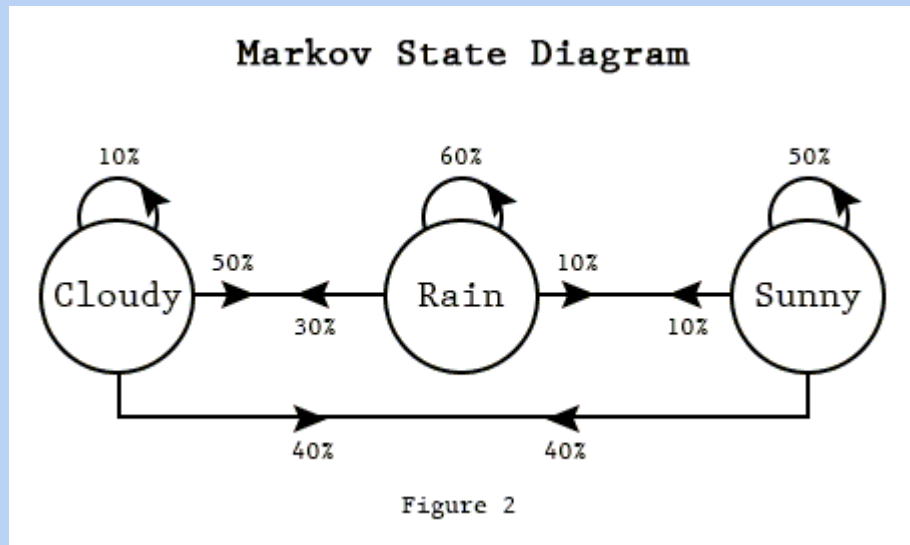 Markov State Diagram
10% 60% 50%
50% 10%
Cloudy Rain Sunny
30% 10%
40% 40%
Figure 2